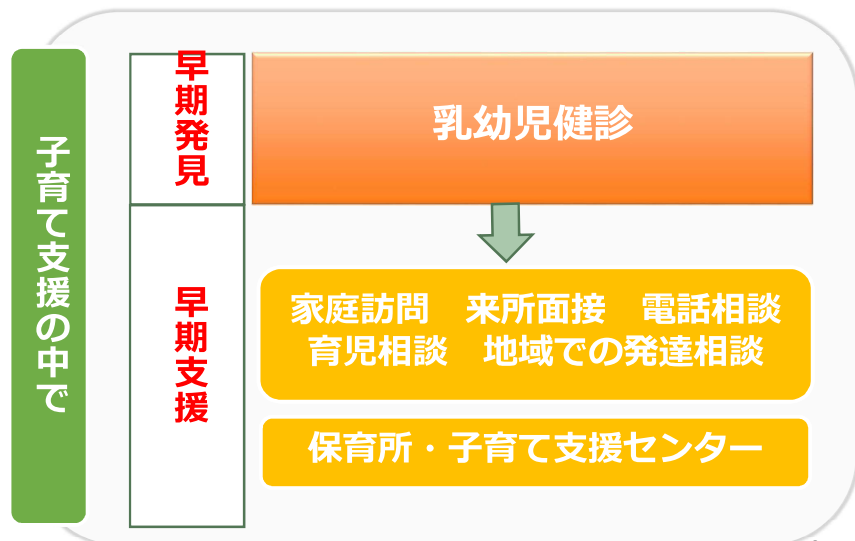 子育て支援の中で
早期発見
乳幼児健診
早期支援
家庭訪問　来所面接　電話相談
育児相談　地域での発達相談
保育所・子育て支援センター